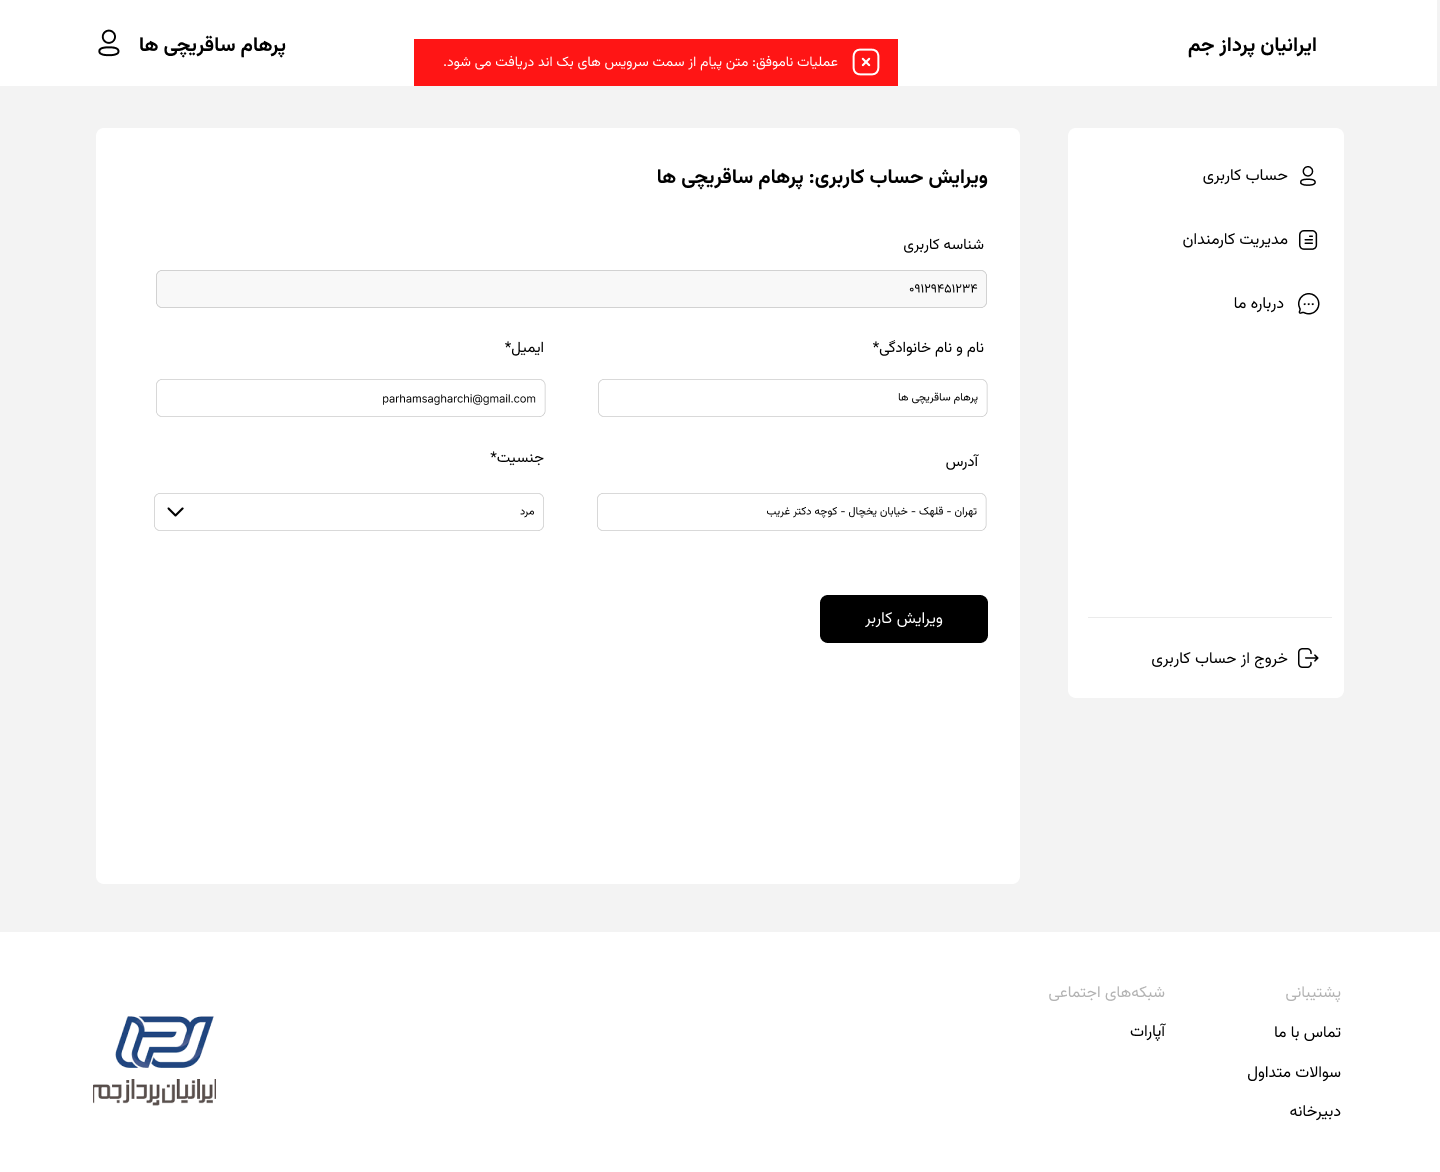 ایرانیان پرداز جم
عملیات ناموفق: متن پیام از سمت سرویس های بک اند دریافت می شود.
پرهام ساقریچی ها
حساب کاربری
مدیریت کارمندان
درباره ما
خروج از حساب کاربری
ویرایش حساب کاربری: پرهام ساقریچی ها
شناسه کاربری
۰۹۱۲۹۴۵۱۲۳۴
نام و نام خانوادگی*
ایمیل*
پرهام ساقریچی ها
parhamsagharchi@gmail.com
آدرس
جنسیت*
تهران - قلهک - خیابان یخچال - کوچه دکتر غریب
مرد
ویرایش کاربر
پشتیبانی
تماس با ما
سوالات متداول
دبیرخانه
شبکه‌های اجتماعی
آپارات
ایرانیان پرداز جم